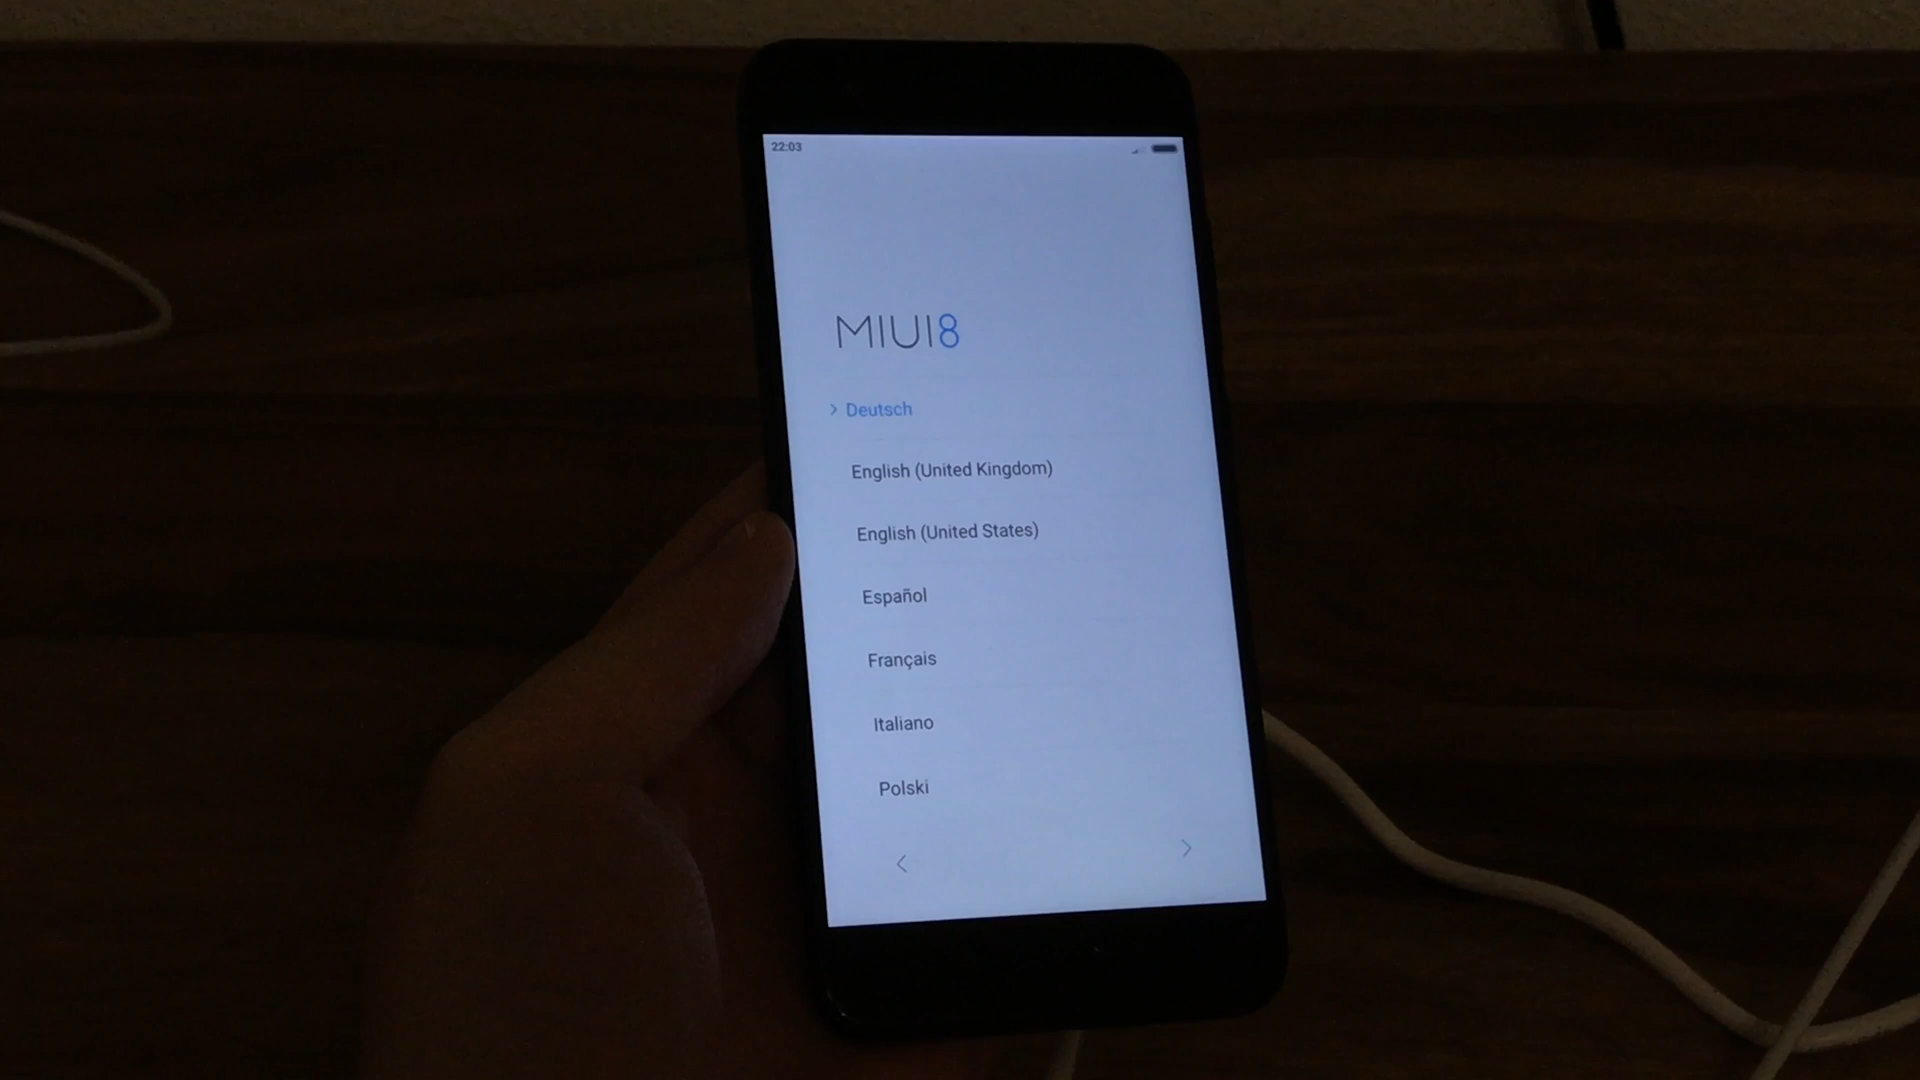 22:03
MIUI8
Deutsch
English (United Kingdom)
English (United States)
Español
Français
Italiano
Polski